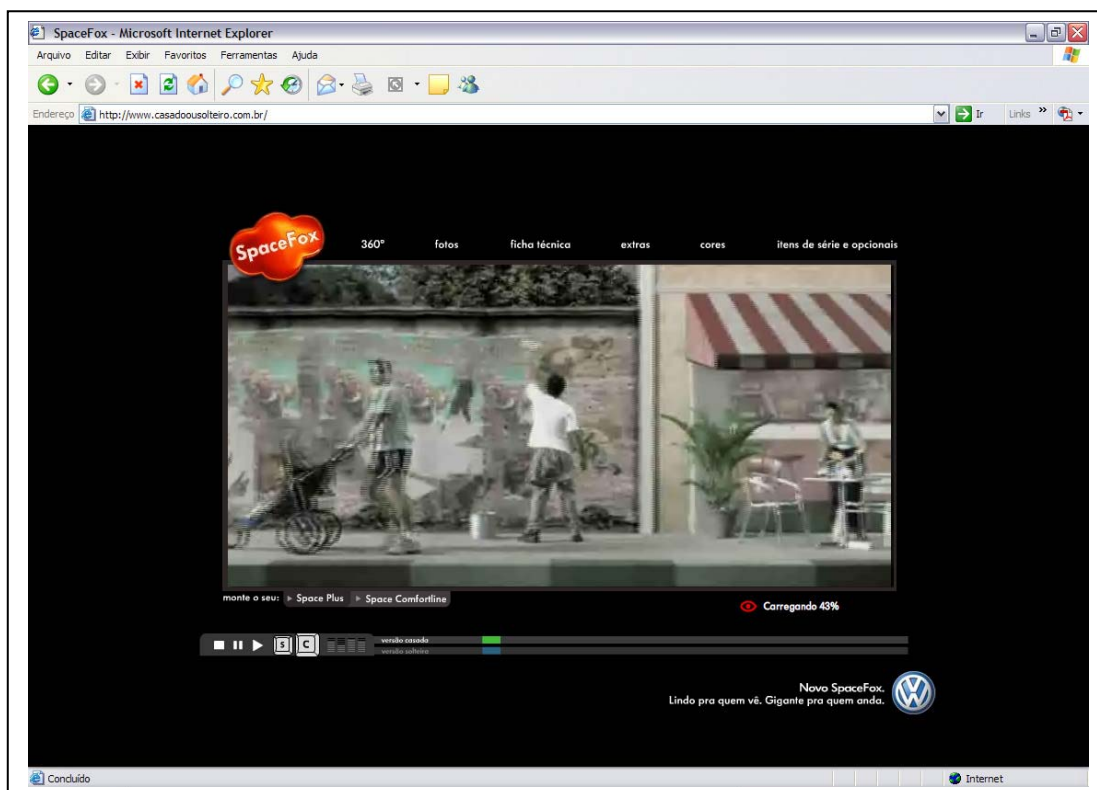 SpaceFox - Microsoft Internet Explorer
Arquivo Editar Exibir Favoritos Ferramentas Ajuda
Endereço http://www.casadoousolteiro.com.br/ Ir Links »
SpaceFox
360° fotos ficha técnica extras cores itens de série e opcionais
monte o seu: Space Plus Space Comfortline
Carregando 43%
S C
versão casada
versão solteira
Novo SpaceFox.
Lindo pra quem vê. Gigante pra quem anda.
Concluído Internet